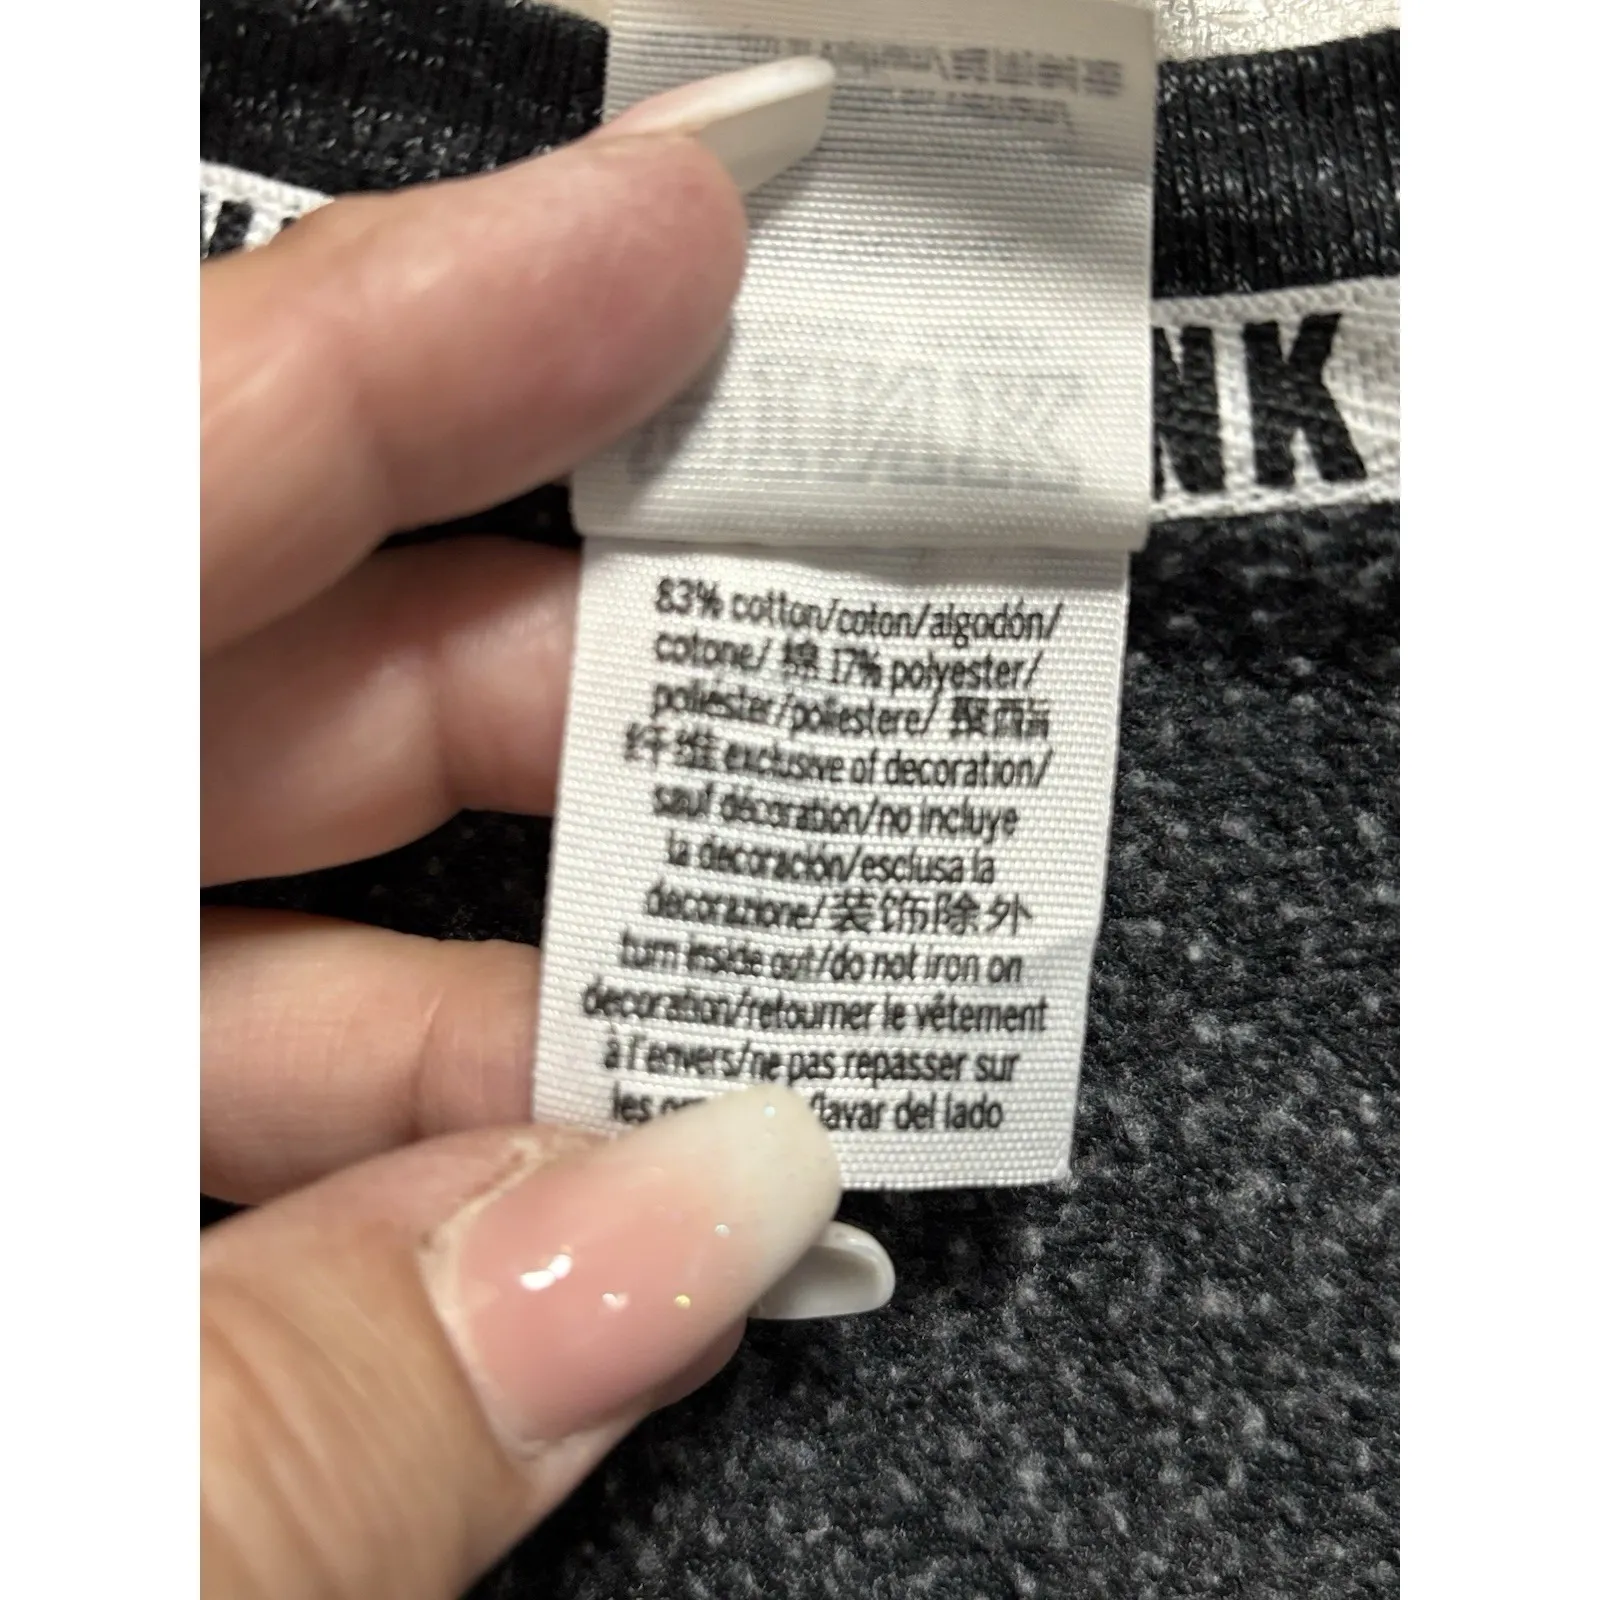 NK
83% cotton/coton/algodón/
cotone/ 棉 17% polyester/
poliéster/poliestere/ 聚酯
纤维 exclusive of decoration/
sauf décoration/no incluye
la decoración/esclusa la
decorazione/装饰除外
turn inside out/do not iron on
decoration/retourner le vêtement
à l'envers/ne pas repasser sur
les /lavar del lado